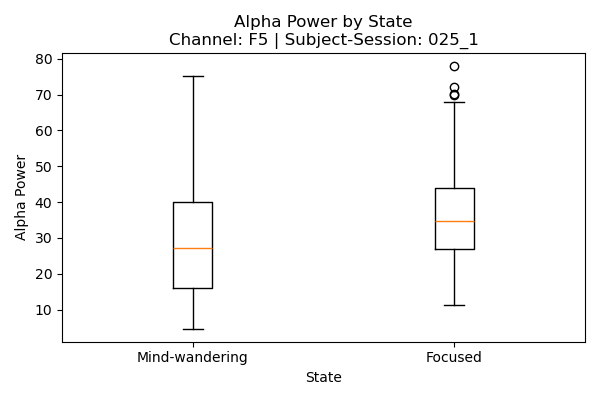 Alpha Power by State
Channel: F5 | Subject-Session: 025_1
80
70
60
50
40
30
20
10
Alpha Power
Mind-wandering
Focused
State